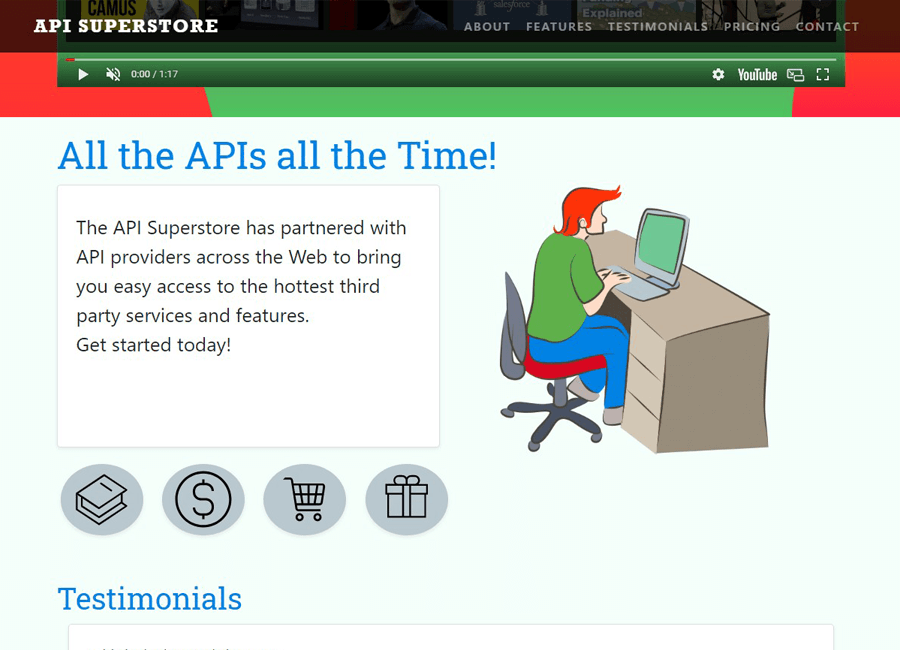 CAMUS
salesforce
Funding
Explained
API SUPERSTORE
ABOUT FEATURES TESTIMONIALS PRICING CONTACT
0:00 / 1:17
YouTube
All the APIs all the Time!
The API Superstore has partnered with
API providers across the Web to bring
you easy access to the hottest third
party services and features.
Get started today!
$
Testimonials